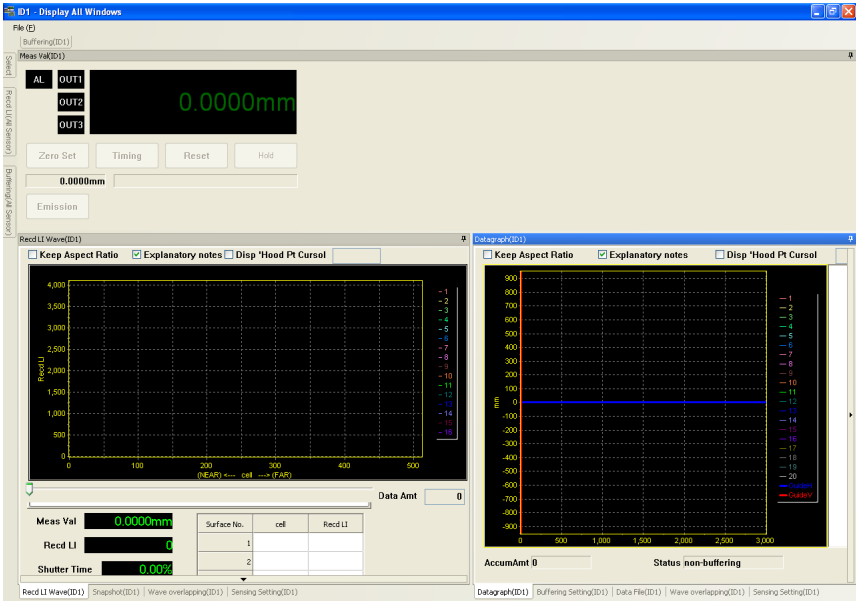 ID1 - Display All Windows
File (F)
Buffering(ID1)
Meas Val(ID1)
Select
Recd LI(All Sensor)
Buffering(All Sensor)
AL OUT1
OUT2
OUT3
0.0000mm
Zero Set Timing Reset Hold
0.0000mm
Emission
Recd LI Wave(ID1)
Keep Aspect Ratio Explanatory notes Disp 'Hood Pt Cursol
4,000
3,500
3,000
2,500
2,000
1,500
1,000
500
0
Recd LI
0 100 200 300 400 500
(NEAR) <--- cell ---> (FAR)
1
2
3
4
5
6
7
8
9
10
11
12
13
14
15
16
Data Amt 0
Meas Val 0.0000mm
Recd LI 0
Shutter Time 0.00%
Surface No. cell Recd LI
1
2
Recd LI Wave(ID1) Snapshot(ID1) Wave overlapping(ID1) Sensing Setting(ID1)
Datagraph(ID1)
Keep Aspect Ratio Explanatory notes Disp 'Hood Pt Cursol
900
800
700
600
500
400
300
200
100
0
-100
-200
-300
-400
-500
-600
-700
-800
-900
mm
0 500 1,000 1,500 2,000 2,500 3,000
1
2
3
4
5
6
7
8
9
10
11
12
13
14
15
16
17
18
19
20
GuideV
AccumAmt 0 Status non-buffering
Datagraph(ID1) Buffering Setting(ID1) Data File(ID1) Wave overlapping(ID1) Sensing Setting(ID1)